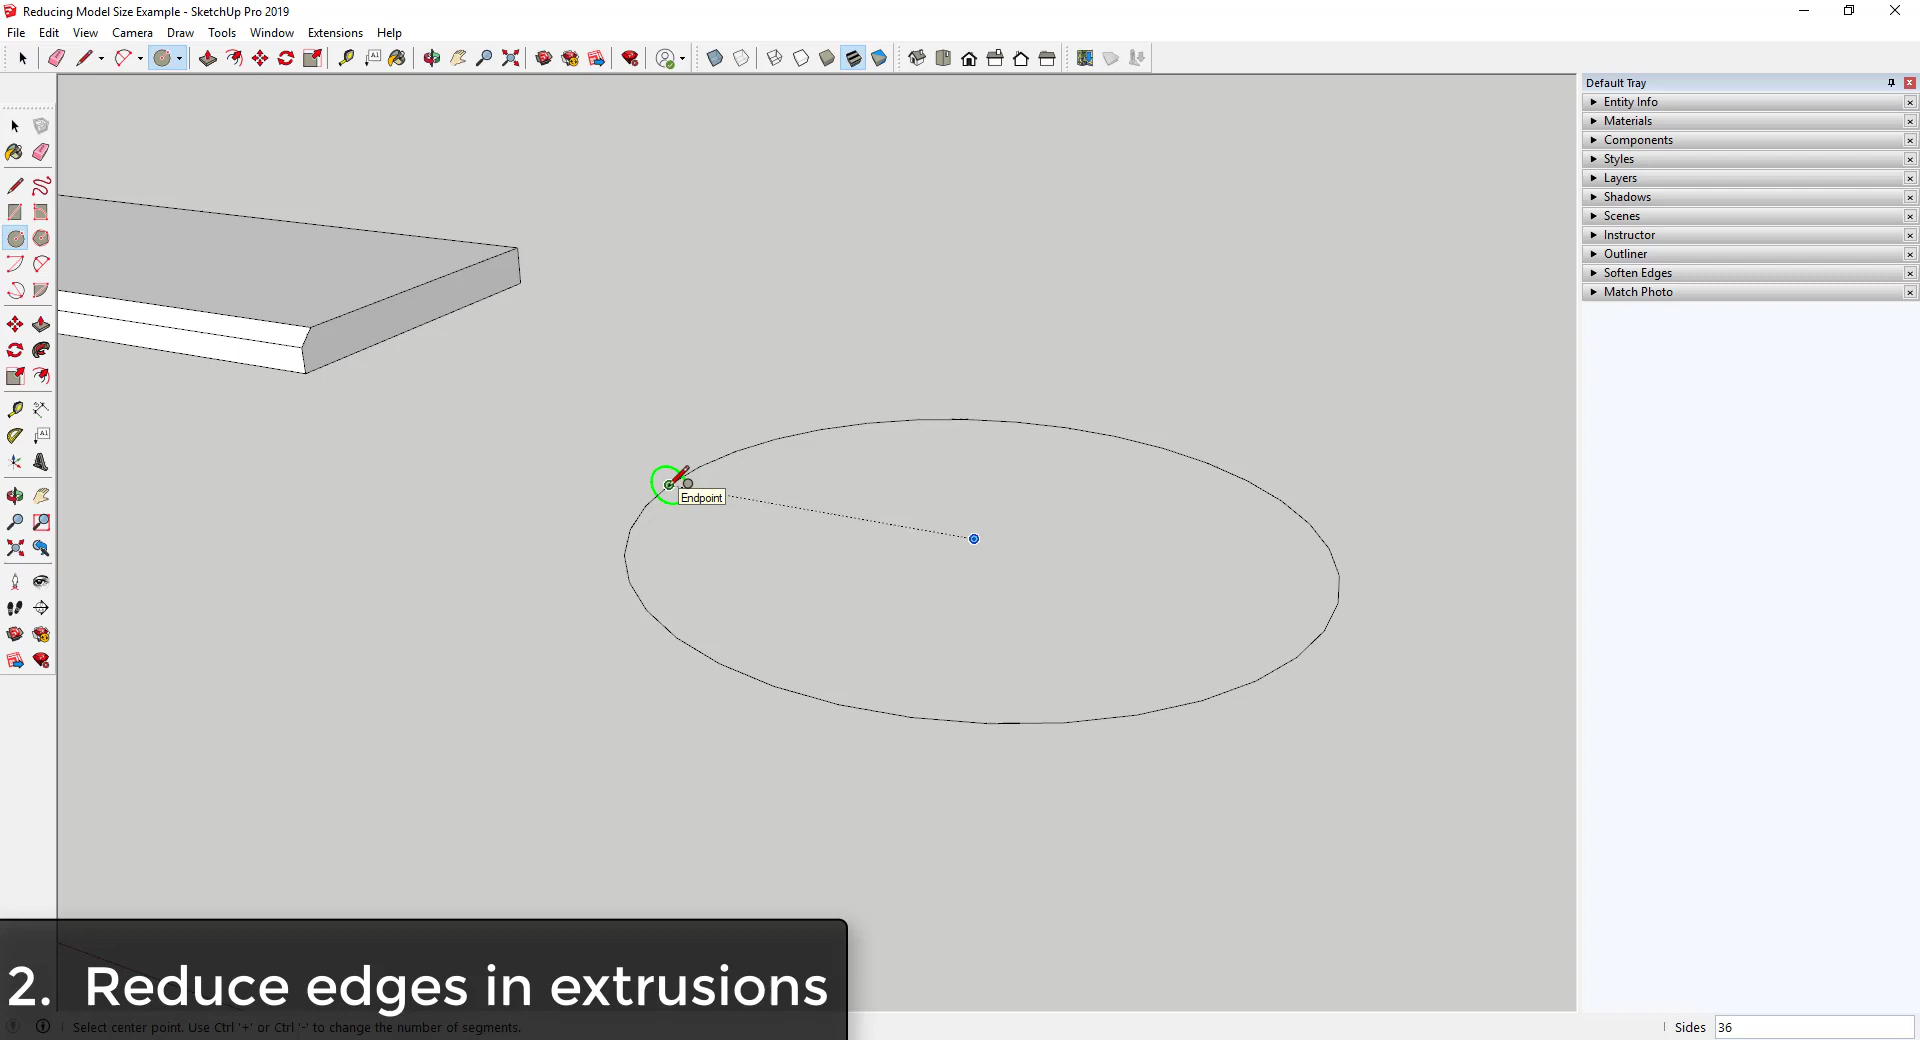 Reducing Model Size Example - SketchUp Pro 2019
File Edit View Camera Draw Tools Window Extensions Help
Default Tray
Entity Info
Materials
Components
Styles
Layers
Shadows
Scenes
Instructor
Outliner
Soften Edges
Match Photo
Endpoint
2. Reduce edges in extrusions
Select center point. Use Ctrl '+' or Ctrl '-' to change the number of segments.
Sides 36